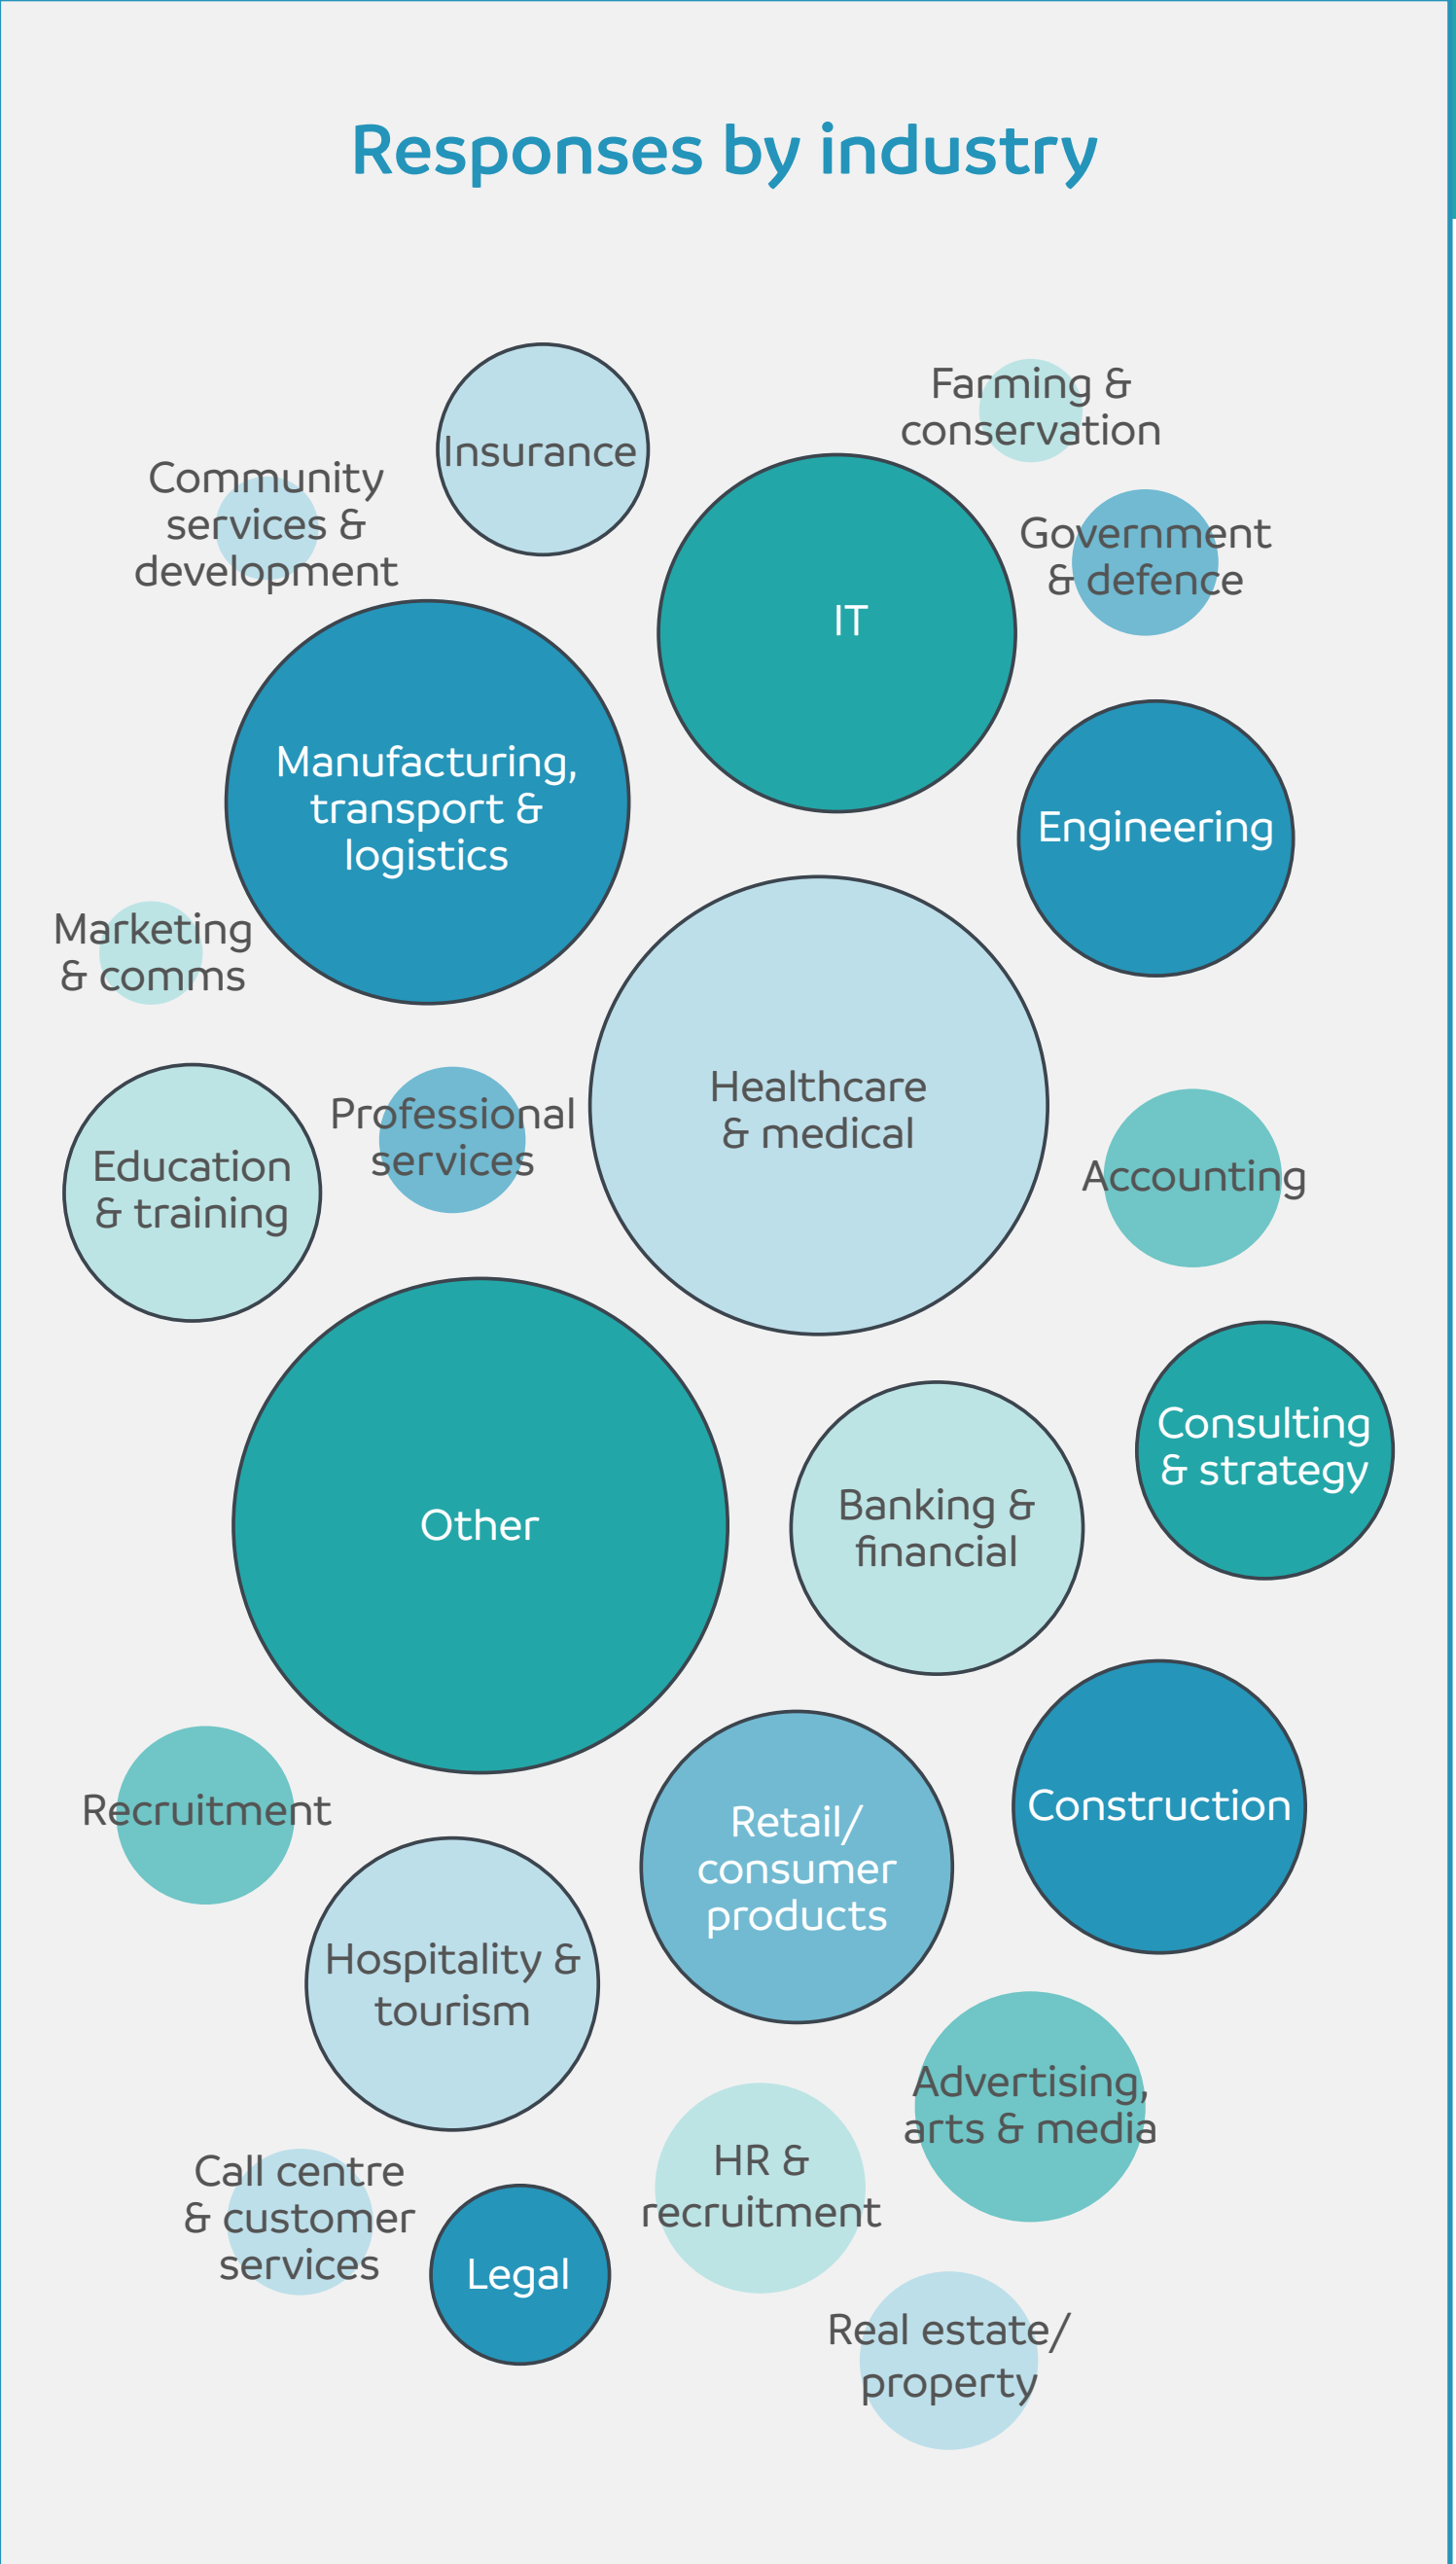 Responses by industry
Insurance
Farming &
conservation
Community
services &
development
Government
& defence
IT
Manufacturing,
transport &
logistics
Engineering
Marketing
& comms
Healthcare
& medical
Professional
services
Education
& training
Accounting
Consulting
& strategy
Banking &
financial
Other
Recruitment
Retail/
consumer
products
Construction
Hospitality &
tourism
Advertising,
arts & media
HR &
recruitment
Call centre
& customer
services
Legal
Real estate/
property